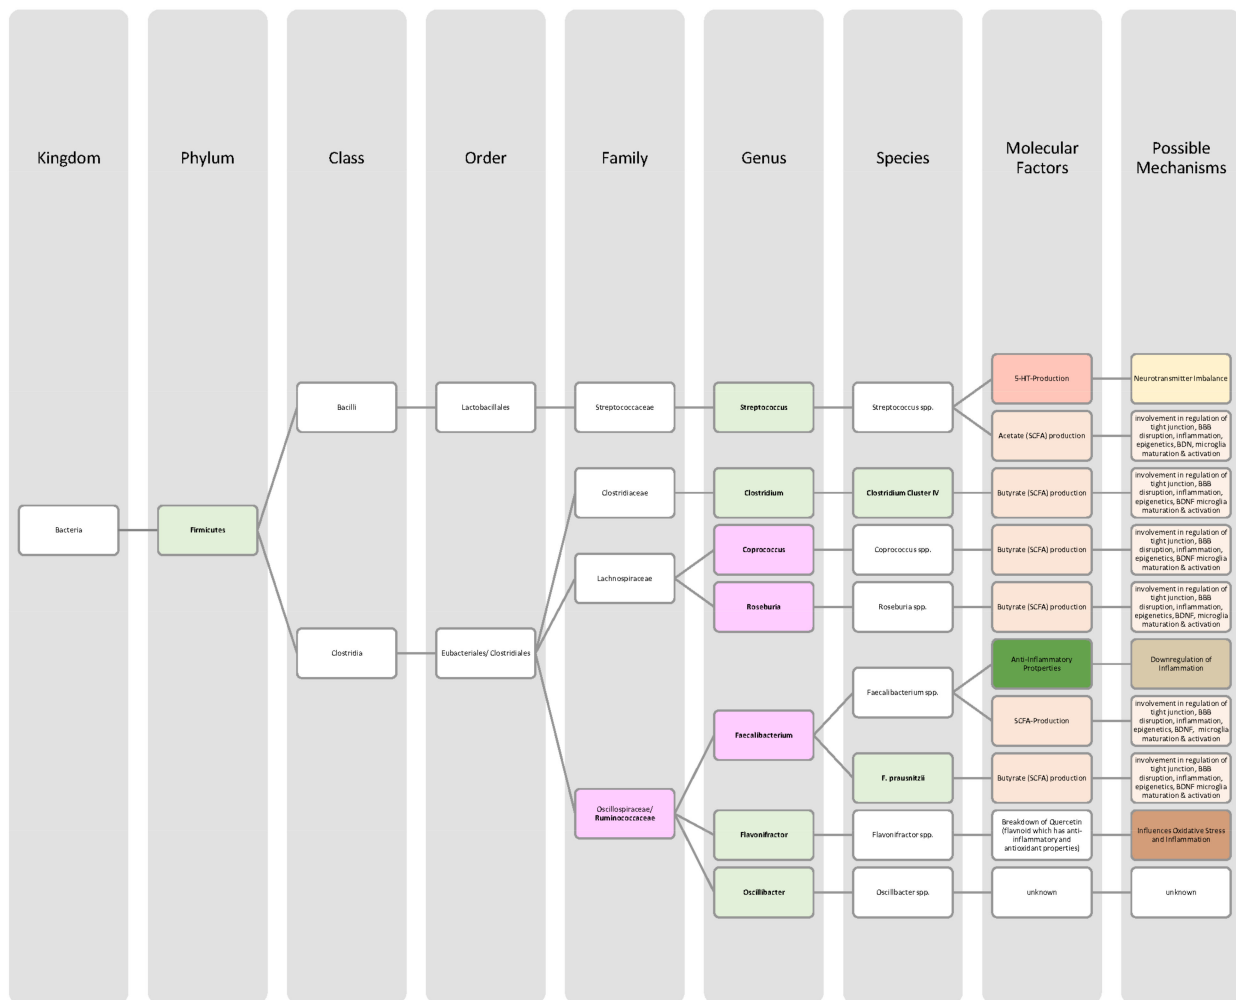 Kingdom
Phylum
Class
Order
Family
Genus
Species
Molecular
Factors
Possible
Mechanisms
Bacteria
Firmicutes
Bacilli
Lactobacillales
Streptococcaceae
Streptococcus
Streptococcus spp.
5-HT-Production
Neurotransmitter Imbalance
Acetate (SCFA) production
involvement in regulation of
tight junction, BBB
disruption, inflammation,
epigenetics, BDN, microglia
maturation & activation
Clostridia
Eubacteriales/ Clostridiales
Clostridiaceae
Clostridium
Clostridium Cluster IV
Butyrate (SCFA) production
involvement in regulation of
tight junction, BBB
disruption, inflammation,
epigenetics, BDNF microglia
maturation & activation
Lachnospiraceae
Coprococcus
Coprococcus spp.
Butyrate (SCFA) production
involvement in regulation of
tight junction, BBB
disruption, inflammation,
epigenetics, BDNF microglia
maturation & activation
Roseburia
Roseburia spp.
Butyrate (SCFA) production
involvement in regulation of
tight junction, BBB
disruption, inflammation,
epigenetics, BDNF, microglia
maturation & activation
Oscillospiraceae/
Ruminococcaceae
Faecalibacterium
Faecalibacterium spp.
Anti-Inflammatory
Protperties
Downregulation of
Inflammation
SCFA-Production
involvement in regulation of
tight junction, BBB
disruption, inflammation,
epigenetics, BDNF, microglia
maturation & activation
F. prausnitzii
Butyrate (SCFA) production
involvement in regulation of
tight junction, BBB
disruption, inflammation,
epigenetics, BDNF microglia
maturation & activation
Flavonifractor
Flavonifractor spp.
Breakdown of Quercetin
(flavnoid which has anti-
inflammatory and
antioxidant properties)
Influences Oxidative Stress
and Inflammation
Oscillibacter
Oscillbacter spp.
unknown
unknown